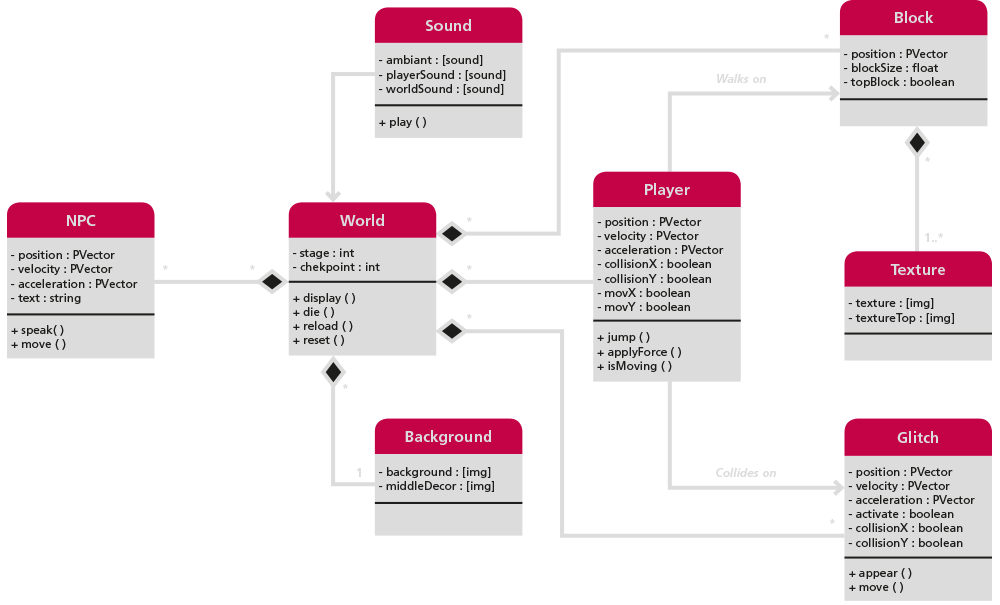 Sound
- ambiant : [sound]
- playerSound : [sound]
- worldSound : [sound]
+ play ( )
Block
- position : PVector
- blockSize : float
- topBlock : boolean
*
Walks on
*
1..*
NPC
- position : PVector
- velocity : PVector
- acceleration : PVector
- text : string
+ speak( )
+ move ( )
*
*
World
- stage : int
- chekpoint : int
+ display ( )
+ die ( )
+ reload ( )
+ reset ( )
*
*
*
*
Player
- position : PVector
- velocity : PVector
- acceleration : PVector
- collisionX : boolean
- collisionY : boolean
- movX : boolean
- movY : boolean
+ jump ( )
+ applyForce ( )
+ isMoving ( )
Texture
- texture : [img]
- textureTop : [img]
Background
- background : [img]
- middleDecor : [img]
1
Collides on
*
Glitch
- position : PVector
- velocity : PVector
- acceleration : PVector
- activate : boolean
- collisionX : boolean
- collisionY : boolean
+ appear ( )
+ move ( )